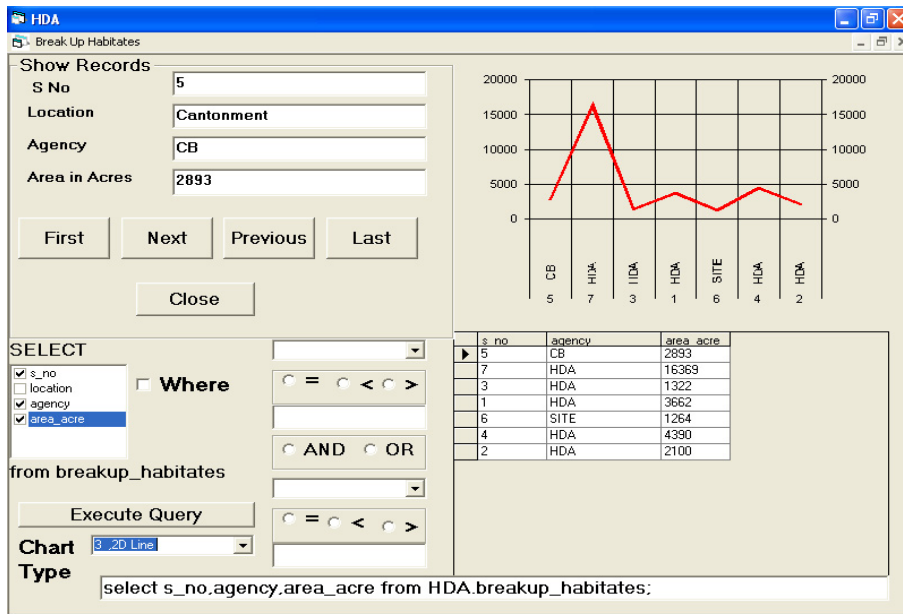 HDA
Break Up Habitates
Show Records
S No
5
Location
Cantonment
Agency
CB
Area in Acres
2893
First Next Previous Last
Close
20000 20000
15000 15000
10000 10000
5000 5000
0 0
CB HDA HDA HDA SITE HDA HDA
5 7 3 1 6 4 2
SELECT
s_no
location
agency
area_acre
Where
= < >
AND OR
from breakup_habitates
= < >
Execute Query
Chart Type
3 ,2D Line
s_no agency area_acre
5 CB 2893
7 HDA 16369
3 HDA 1322
1 HDA 3662
6 SITE 1264
4 HDA 4390
2 HDA 2100
select s_no,agency,area_acre from HDA.breakup_habitates;